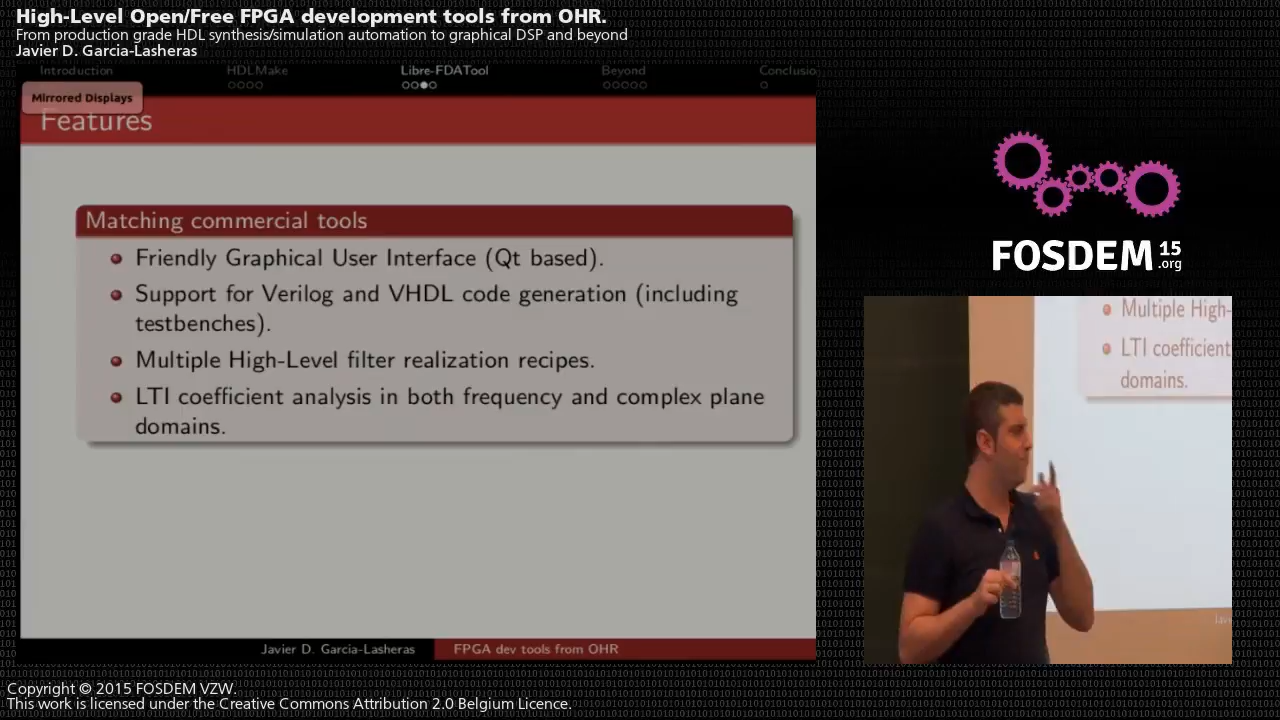 High-Level Open/Free FPGA development tools from OHR.
From production grade HDL synthesis/simulation automation to graphical DSP and beyond
Javier D. Garcia-Lasheras
Introduction HDLMake Libre-FDATool Beyond Conclusio
Mirrored Displays
Features
Matching commercial tools
Friendly Graphical User Interface (Qt based).
Support for Verilog and VHDL code generation (including
testbenches).
Multiple High-Level filter realization recipes.
LTI coefficient analysis in both frequency and complex plane
domains.
Javier D. Garcia-Lasheras FPGA dev tools from OHR
FOSDEM 15
.org
Multiple High-
LTI coefficient
domains.
Copyright © 2015 FOSDEM VZW.
This work is licensed under the Creative Commons Attribution 2.0 Belgium Licence.